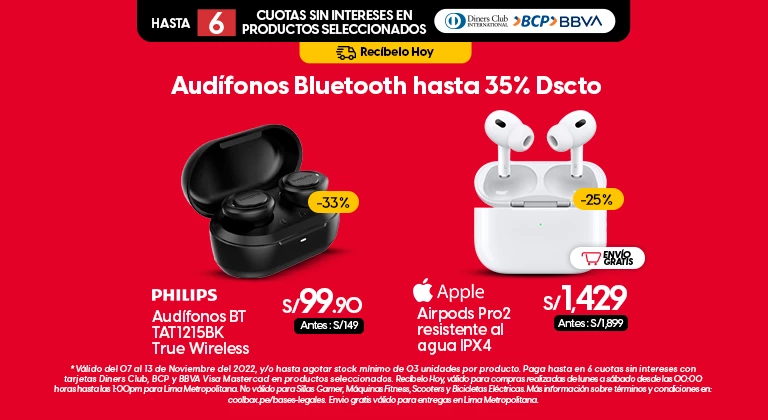 HASTA 6 CUOTAS SIN INTERESES EN
PRODUCTOS SELECCIONADOS
Diners Club
INTERNATIONAL
BCP
BBVA
Recíbelo Hoy
Audífonos Bluetooth hasta 35% Dscto
-33%
-25%
ENVÍO
GRATIS
PHILIPS
Audífonos BT
TAT1215BK
True Wireless
S/99.90
Antes : S/149
Apple
Airpods Pro2
resistente al
agua IPX4
S/1,429
Antes : S/1,899
*Válido del 07 al 13 de Noviembre del 2022, y/o hasta agotar stock mínimo de 03 unidades por producto. Paga hasta en 6 cuotas sin intereses con
tarjetas Diners Club, BCP y BBVA Visa Mastercad en productos seleccionados. Recíbelo Hoy, válido para compras realizadas de lunes a sábado desde las 00:00
horas hasta las 1:00pm para Lima Metropolitana. No válido para Sillas Gamer, Máquinas Fitness, Scooters y Bicicletas Eléctricas. Más información sobre términos y condiciones en:
coolbox.pe/bases-legales. Envio gratis válido para entregas en Lima Metropolitana.